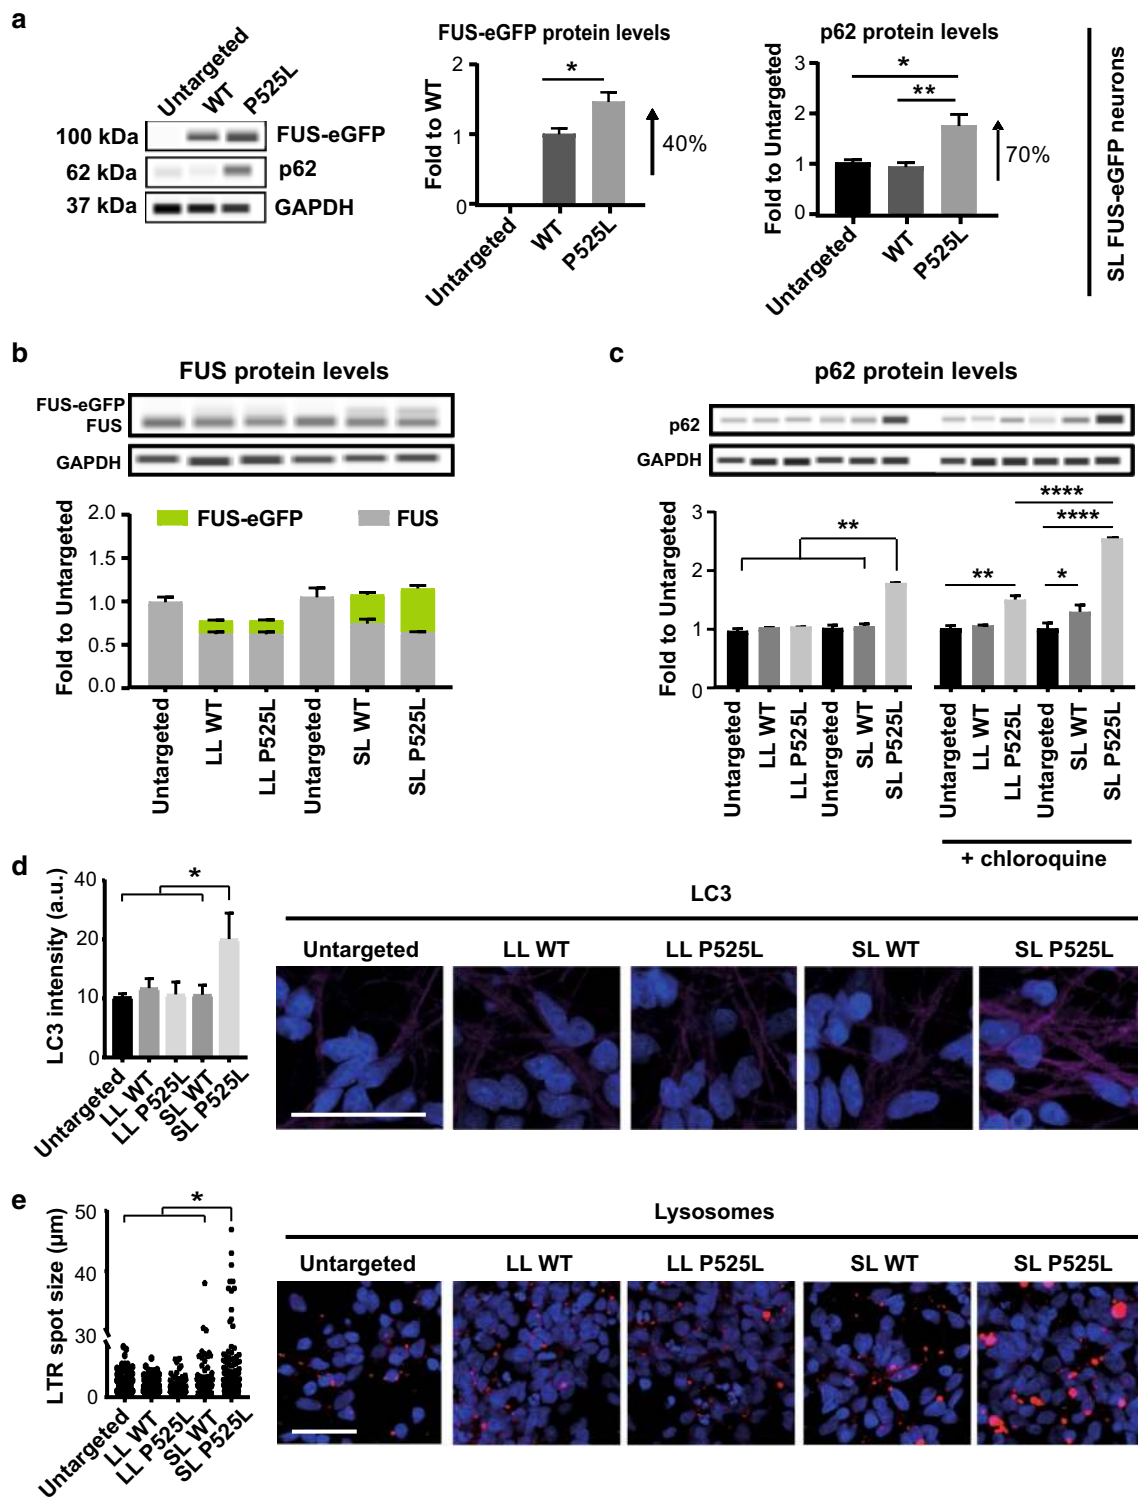 a
Untargeted
WT
P525L
100 kDa
FUS-eGFP
62 kDa
p62
37 kDa
GAPDH
FUS-eGFP protein levels
Fold to WT
2
1
0
*
40%
Untargeted
WT
P525L
p62 protein levels
Fold to Untargeted
3
2
1
0
*
**
70%
Untargeted
WT
P525L
SL FUS-eGFP neurons
b
FUS protein levels
FUS-eGFP
FUS
GAPDH
Fold to Untargeted
2.0
1.5
1.0
0.5
0.0
FUS-eGFP
FUS
Untargeted
LL WT
LL P525L
Untargeted
SL WT
SL P525L
c
p62 protein levels
p62
GAPDH
Fold to Untargeted
3
2
1
0
**
**
*
****
****
Untargeted
LL WT
LL P525L
Untargeted
SL WT
SL P525L
Untargeted
LL WT
LL P525L
Untargeted
SL WT
SL P525L
+ chloroquine
d
LC3 intensity (a.u.)
40
20
10
0
*
Untargeted
LL WT
LL P525L
SL WT
SL P525L
LC3
Untargeted
LL WT
LL P525L
SL WT
SL P525L
e
LTR spot size (μm)
50
40
30
0
*
Untargeted
LL WT
LL P525L
SL WT
SL P525L
Lysosomes
Untargeted
LL WT
LL P525L
SL WT
SL P525L